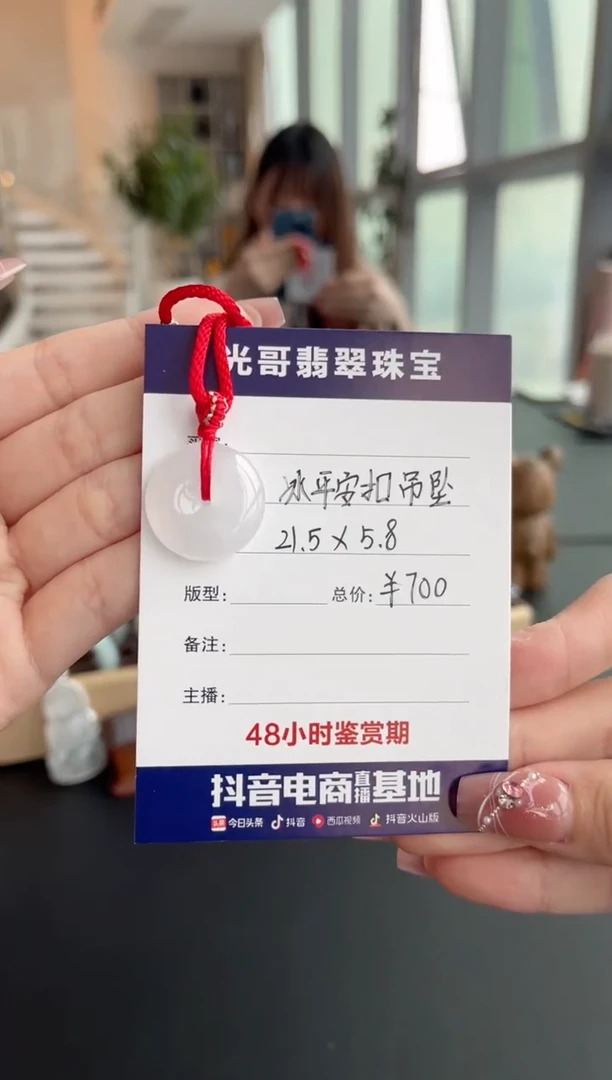 光哥翡翠珠宝
冰平安扣吊坠
21.5×5.8
版型: 总价: ¥700
备注:
主播:
48小时鉴赏期
抖音电商直播基地
头条 今日头条 抖音 西瓜视频 抖音火山版